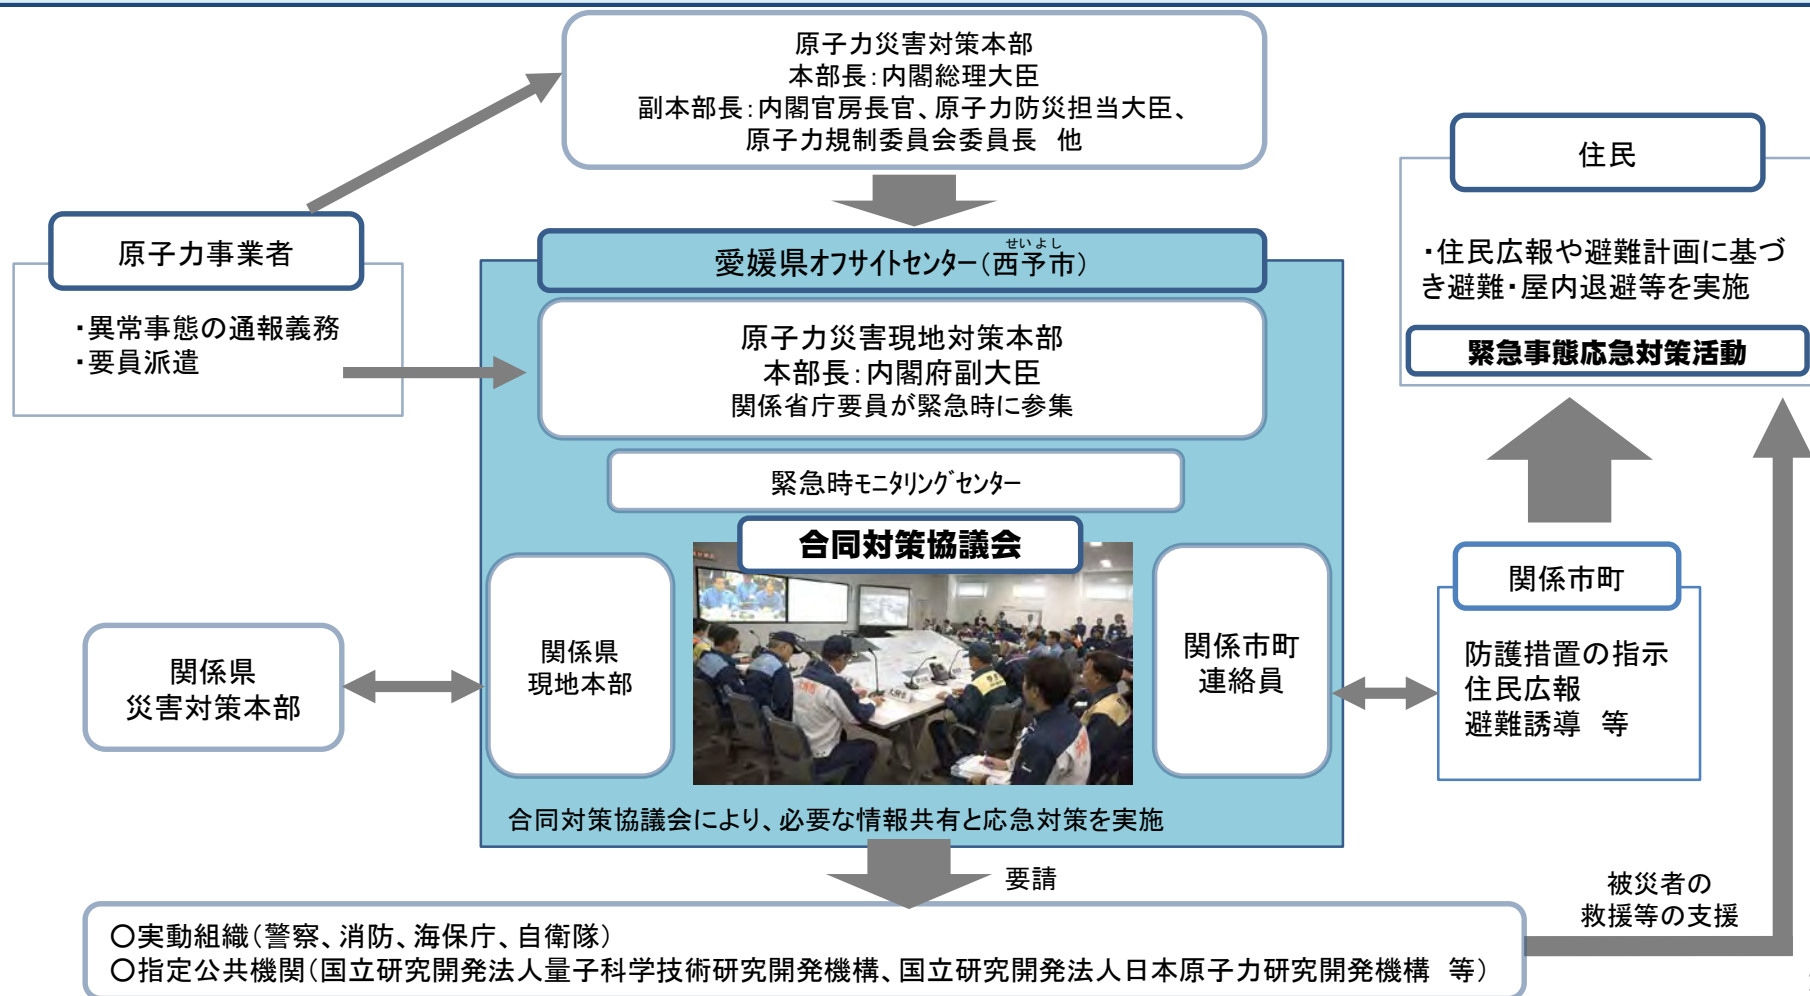 原子力災害対策本部
本部長：内閣総理大臣
副本部長：内閣官房長官、原子力防災担当大臣、
原子力規制委員会委員長　他
住民
・住民広報や避難計画に基づ
き避難・屋内退避等を実施
緊急事態応急対策活動
原子力事業者
・異常事態の通報義務
・要員派遣
せいよし
愛媛県オフサイトセンター（西予市）
原子力災害現地対策本部
本部長：内閣府副大臣
関係省庁要員が緊急時に参集
緊急時ﾓﾆﾀﾘﾝｸﾞｾﾝﾀｰ
合同対策協議会
関係県
災害対策本部
関係県
現地本部
関係市町
連絡員
関係市町
防護措置の指示
住民広報
避難誘導　等
合同対策協議会により、必要な情報共有と応急対策を実施
要請
被災者の
救援等の支援
○実動組織（警察、消防、海保庁、自衛隊）
○指定公共機関（国立研究開発法人量子科学技術研究開発機構、国立研究開発法人日本原子力研究開発機構　等）